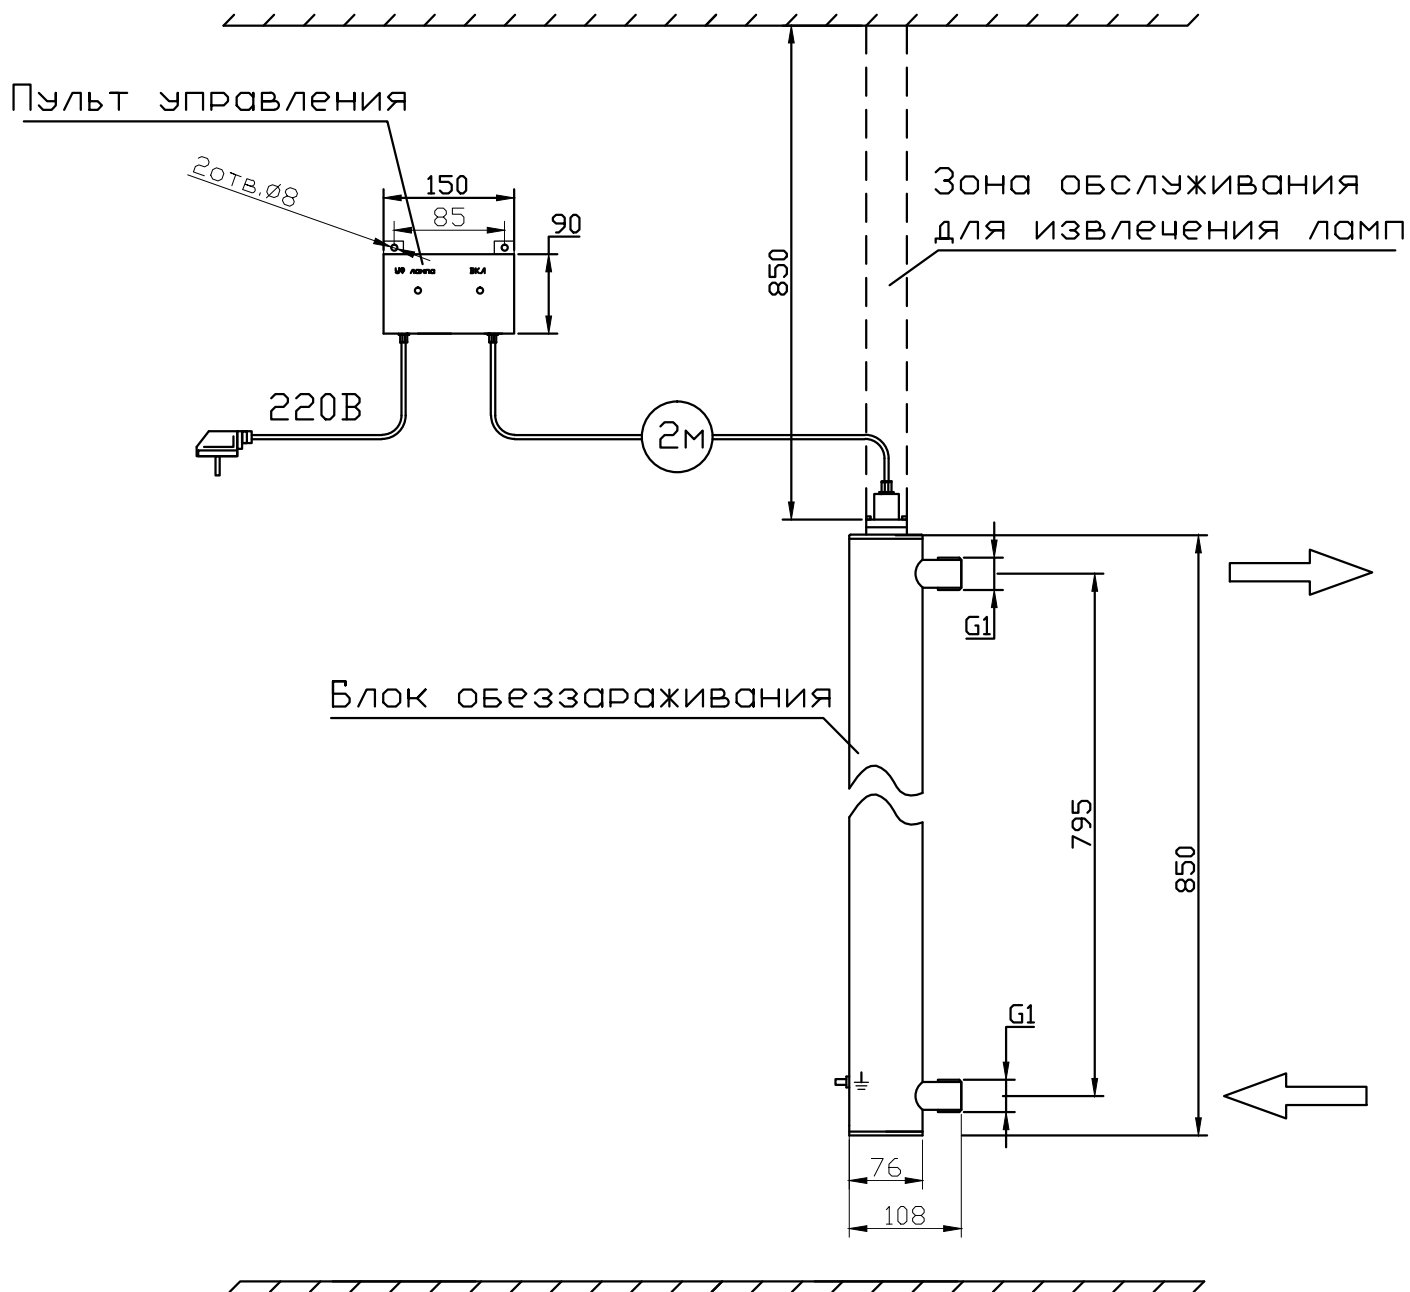 Пульт управления
2отв.Ø8
150
85
90
УФ лампа
ВКЛ
Зона обслуживания
для извлечения ламп
850
220В
2м
G1
Блок обеззараживания
795
850
G1
76
108